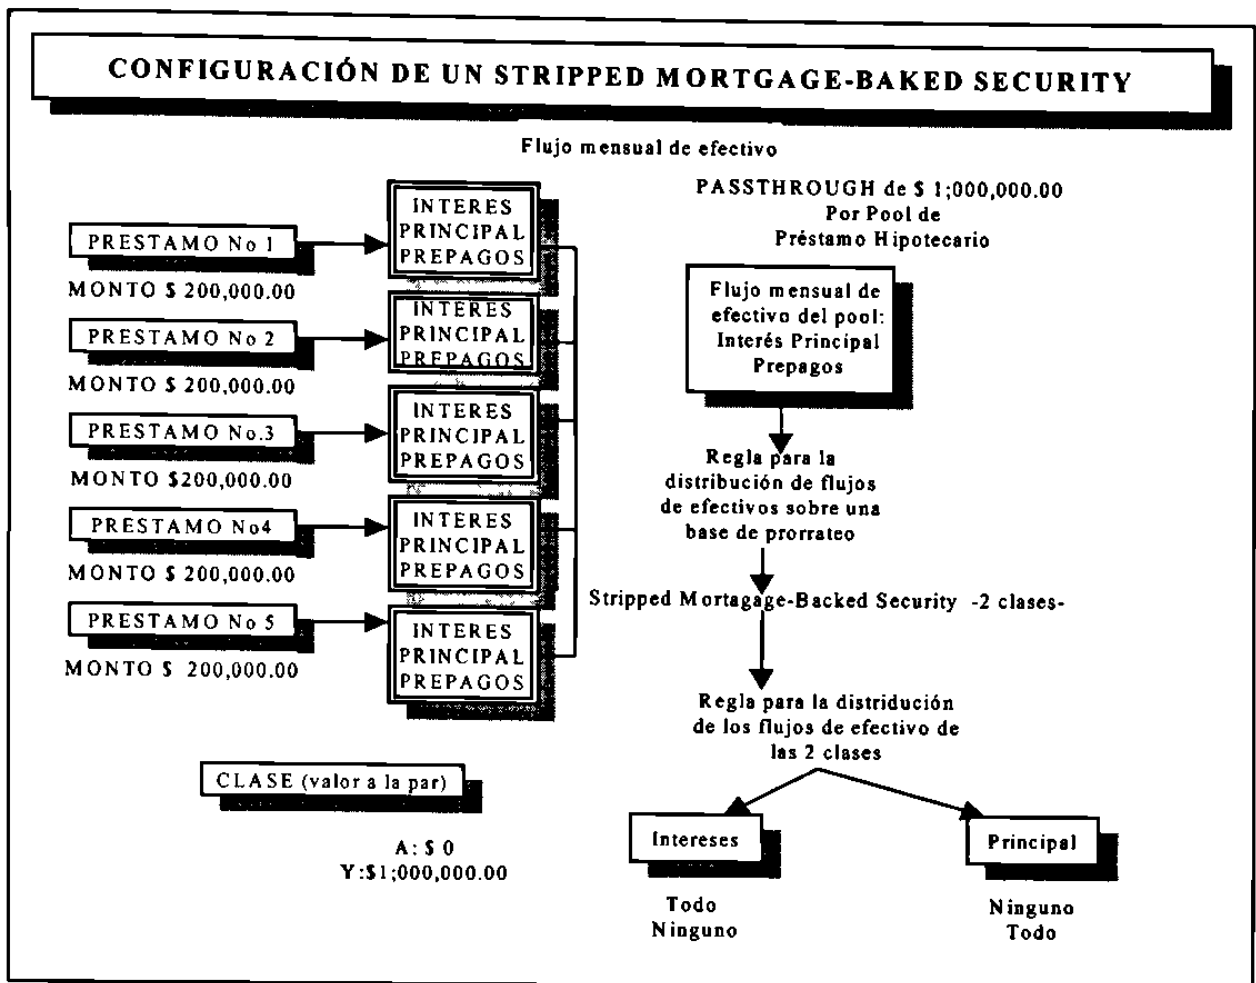 CONFIGURACIÓN DE UN STRIPPED MORTGAGE-BAKED SECURITY
Flujo mensual de efectivo
PRESTAMO No 1
MONTO $ 200,000.00
PRESTAMO No 2
MONTO $ 200,000.00
PRESTAMO No.3
MONTO $200,000.00
PRESTAMO No4
MONTO $ 200,000.00
PRESTAMO No 5
MONTO $ 200,000.00
INTERES
PRINCIPAL
PREPAGOS
INTERES
PRINCIPAL
PREPAGOS
INTERES
PRINCIPAL
PREPAGOS
INTERES
PRINCIPAL
PREPAGOS
INTERES
PRINCIPAL
PREPAGOS
PASSTHROUGH de $ 1;000,000.00
Por Pool de
Préstamo Hipotecario
Flujo mensual de
efectivo del pool:
Interés Principal
Prepagos
Regla para la
distribución de flujos
de efectivos sobre una
base de prorrateo
Stripped Mortagage-Backed Security -2 clases-
Regla para la distridución
de los flujos de efectivo de
las 2 clases
CLASE (valor a la par)
A: $ 0
Y:$1;000,000.00
Intereses
Todo
Ninguno
Principal
Ninguno
Todo